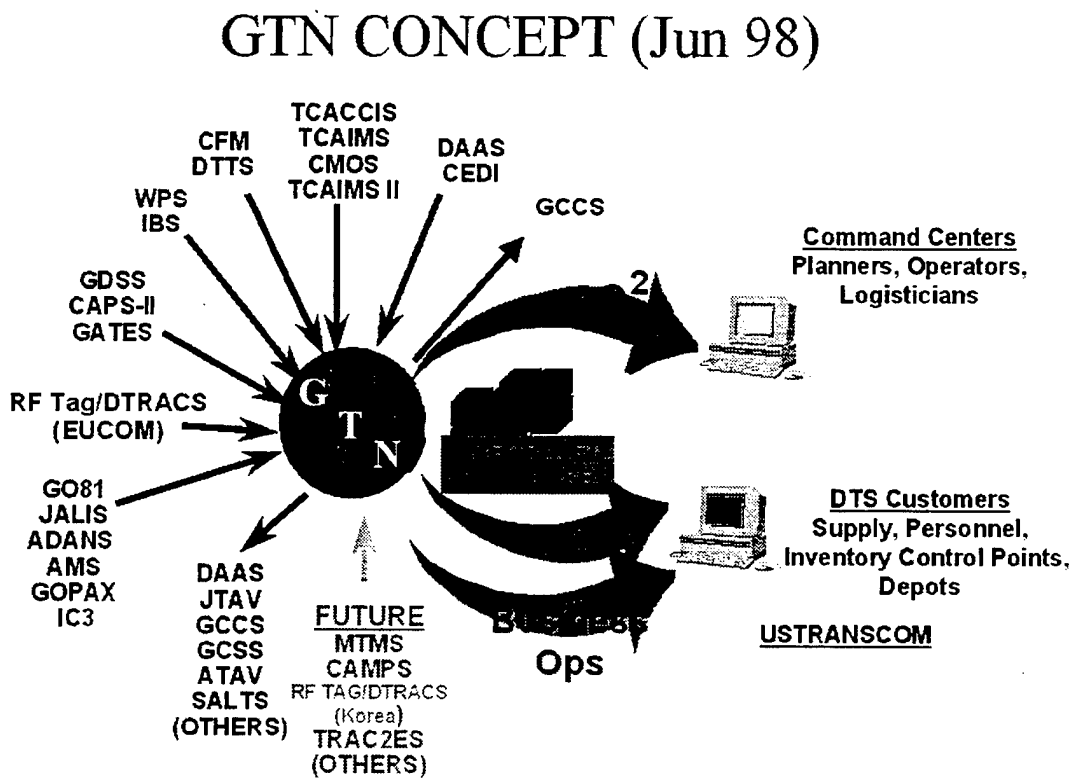 GTN CONCEPT (Jun 98)
TCACCIS
TCAIMS
CMOS
TCAIMS II
CFM
DTTS
DAAS
CEDI
WPS
IBS
GCCS
Command Centers
Planners, Operators,
Logisticians
2
GDSS
CAPS-II
GATES
G
T
N
RF Tag/DTRACS
(EUCOM)
GO81
JALIS
ADANS
AMS
GOPAX
IC3
DTS Customers
Supply, Personnel,
Inventory Control Points,
Depots
DAAS
JTAV
GCCS
GCSS
ATAV
SALTS
(OTHERS)
FUTURE
MTMS
CAMPS
RF TAG/DTRACS
(Korea)
TRAC2ES
(OTHERS)
Business
Ops
USTRANSCOM